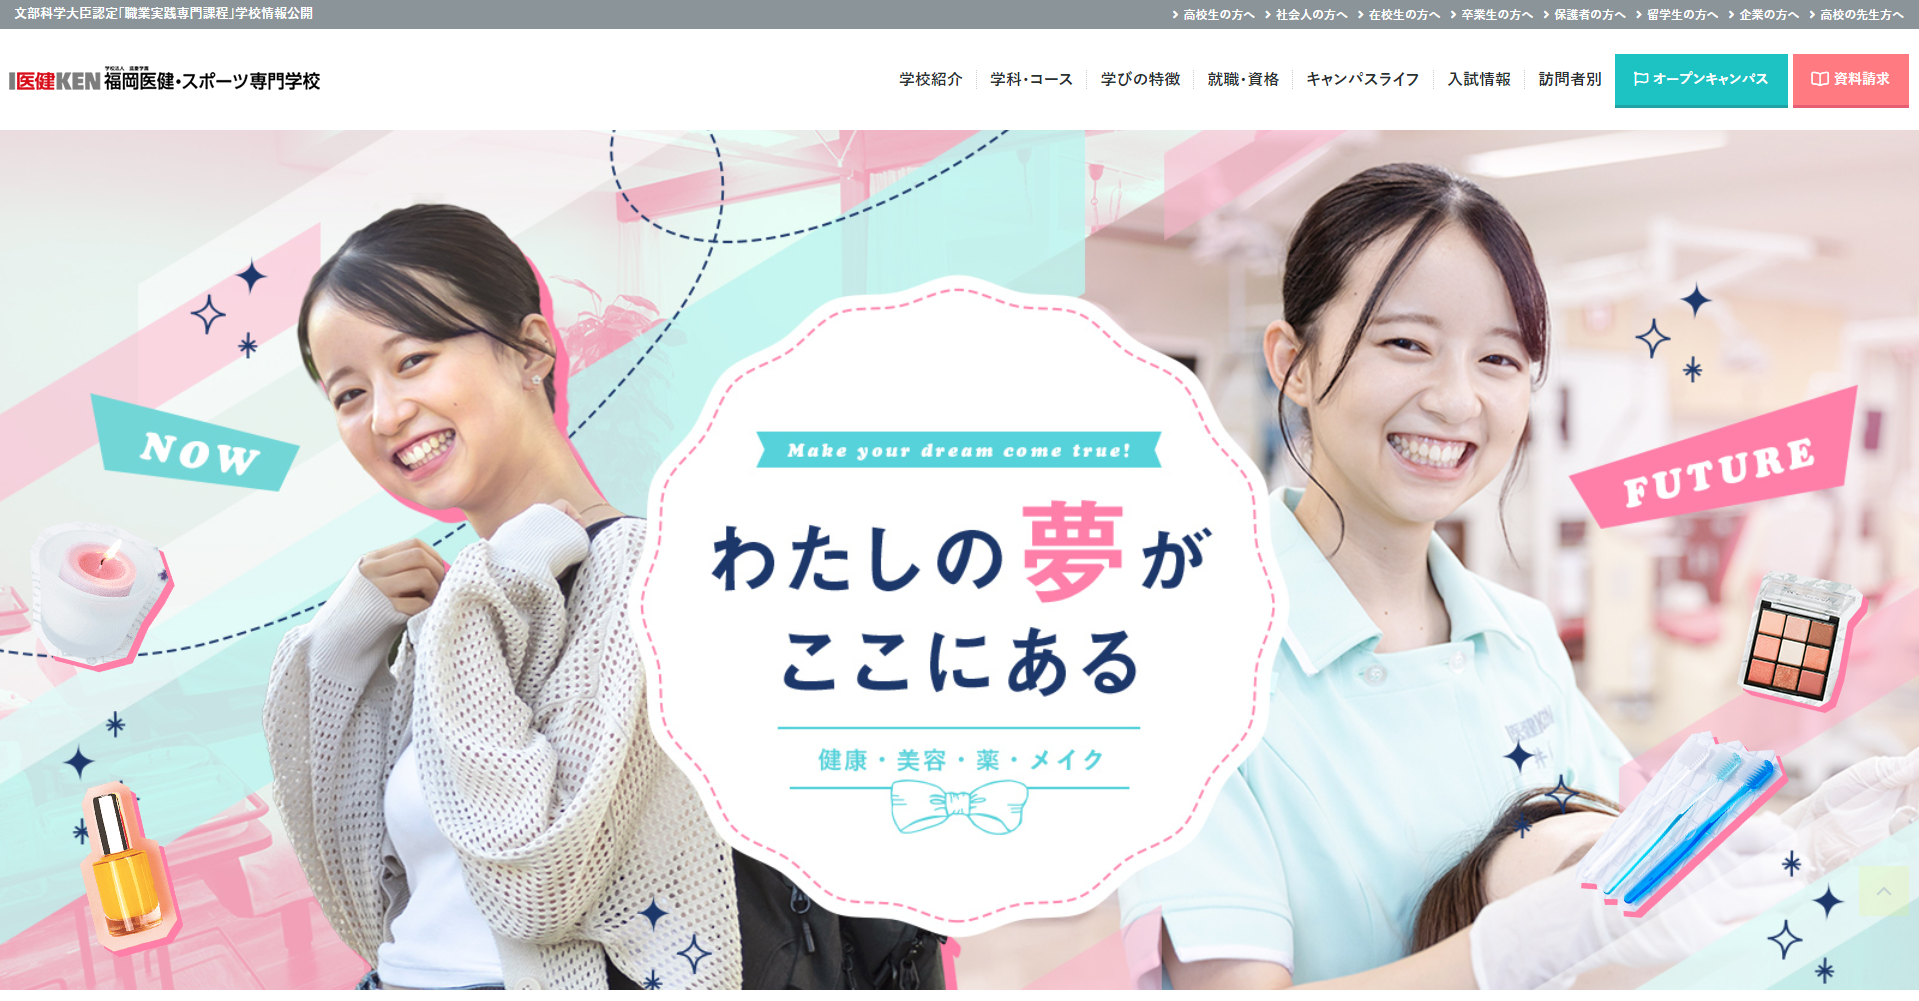 文部科学大臣認定「職業実践専門課程」学校情報公開
高校生の方へ 社会人の方へ 在校生の方へ 卒業生の方へ 保護者の方へ 留学生の方へ 企業の方へ 高校の先生方へ
I医健KEN
福岡医健・スポーツ専門学校
学校紹介 学科・コース 学びの特徴 就職・資格 キャンパスライフ 入試情報 訪問者別
オープンキャンパス
資料請求
NOW
FUTURE
Make your dream come true!
わたしの夢が
ここにある
健康・美容・薬・メイク